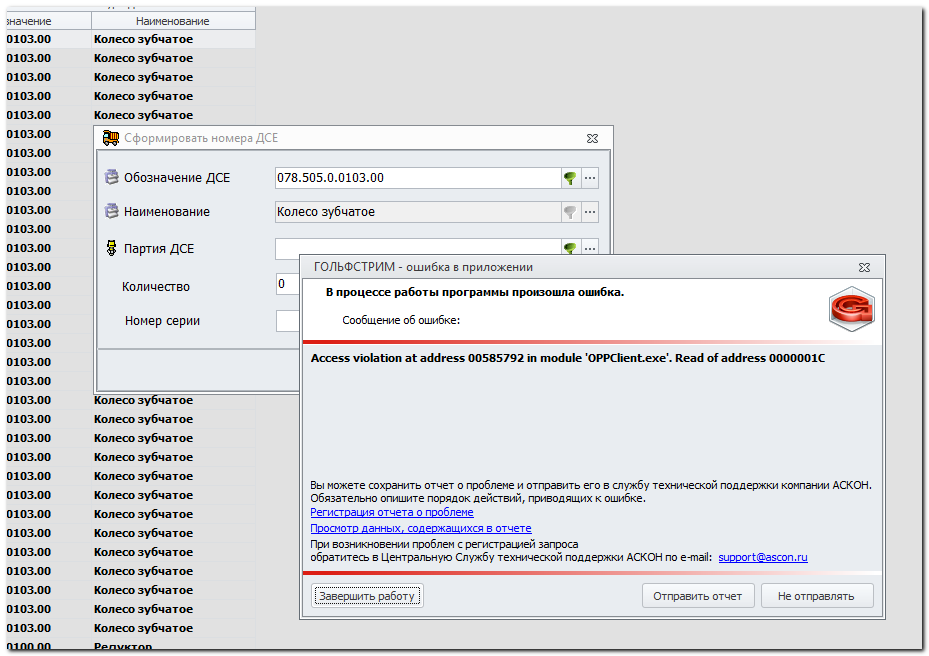 значение Наименование
0103.00 Колесо зубчатое
0103.00 Колесо зубчатое
0103.00 Колесо зубчатое
0103.00 Колесо зубчатое
0103.00 Колесо зубчатое
0103.00
0103.00
0103.00
0103.00
0103.00
0103.00
0103.00
0103.00
0103.00
0103.00
0103.00
0103.00
0103.00
0103.00
0103.00 Колесо зубчатое
0103.00 Колесо зубчатое
0103.00 Колесо зубчатое
0103.00 Колесо зубчатое
0103.00 Колесо зубчатое
0103.00 Колесо зубчатое
0103.00 Колесо зубчатое
0103.00 Колесо зубчатое
0103.00 Колесо зубчатое
0103.00 Колесо зубчатое
0103.00 Колесо зубчатое
0103.00 Колесо зубчатое
0103.00 Колесо зубчатое
0100.00 Редуктор
Сформировать номера ДСЕ
Обозначение ДСЕ 078.505.0.0103.00
Наименование Колесо зубчатое
Партия ДСЕ
Количество 0
Номер серии
ГОЛЬФСТРИМ - ошибка в приложении
В процессе работы программы произошла ошибка.
Сообщение об ошибке:
Access violation at address 00585792 in module 'OPPClient.exe'. Read of address 0000001C
Вы можете сохранить отчет о проблеме и отправить его в службу технической поддержки компании АСКОН.
Обязательно опишите порядок действий, приводящих к ошибке.
Регистрация отчета о проблеме
Просмотр данных, содержащихся в отчете
При возникновении проблем с регистрацией запроса
обратитесь в Центральную Службу технической поддержки АСКОН по e-mail: support@ascon.ru
Завершить работу Отправить отчет Не отправлять